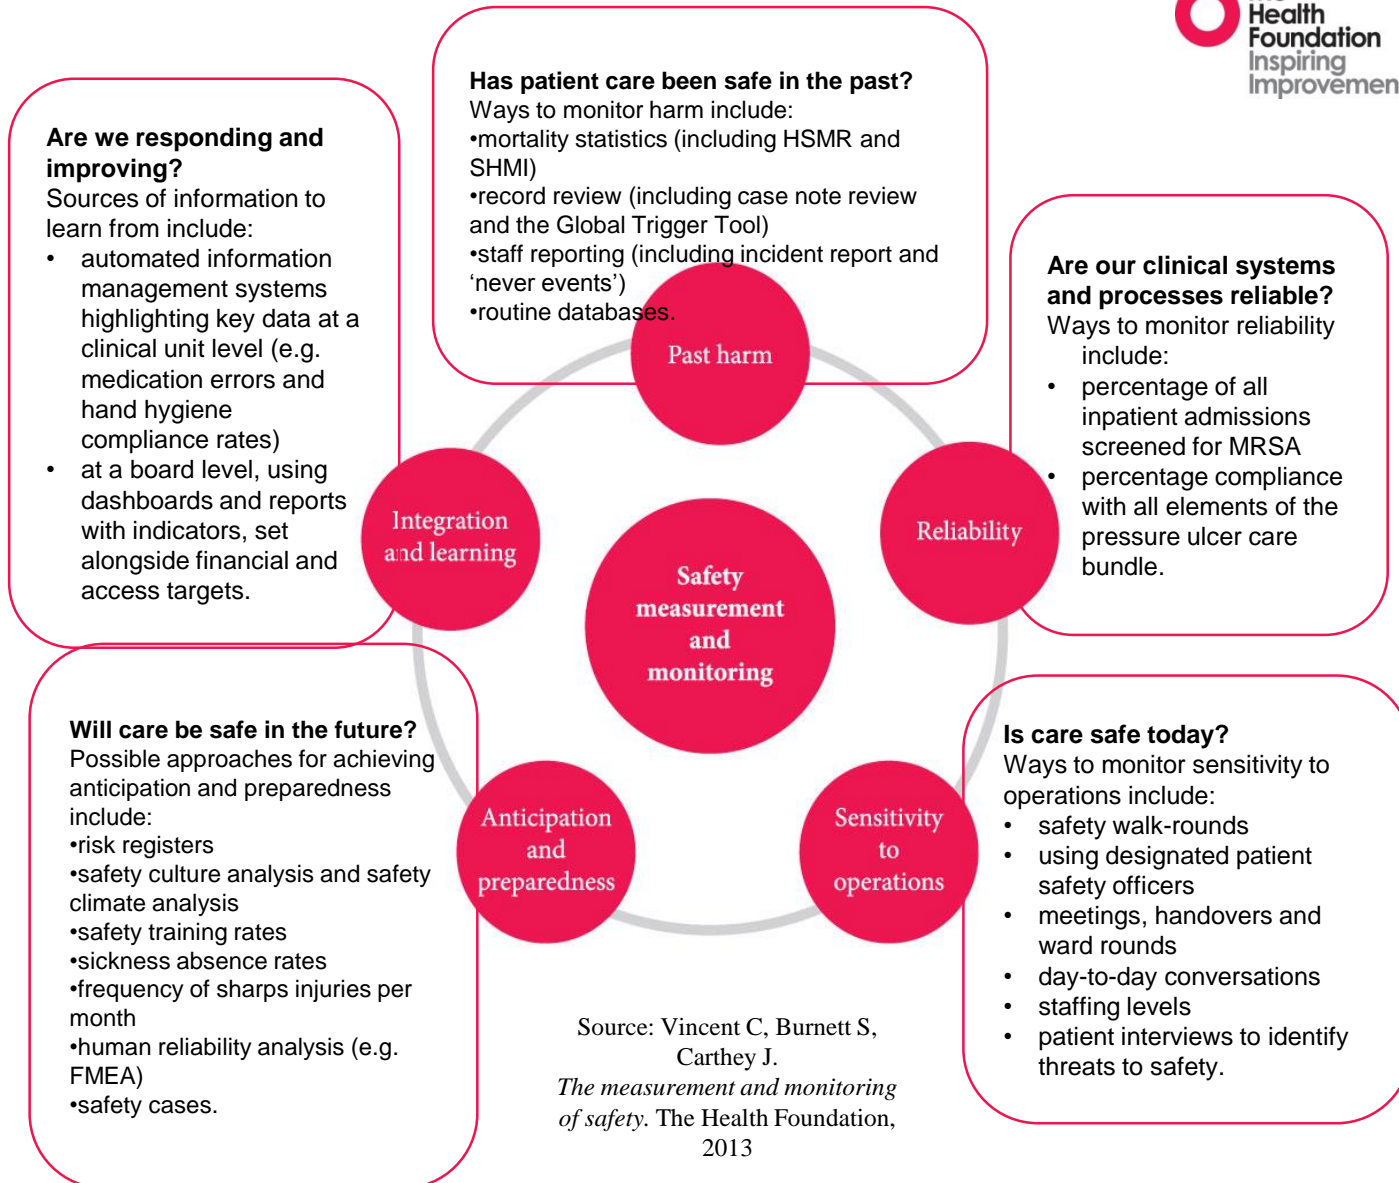 Health
Foundation
Inspiring
Improvemen
Has patient care been safe in the past?
Ways to monitor harm include:
•mortality statistics (including HSMR and
SHMI)
•record review (including case note review
and the Global Trigger Tool)
•staff reporting (including incident report and
‘never events’)
•routine databases.
Are we responding and
improving?
Sources of information to
learn from include:
• automated information
management systems
highlighting key data at a
clinical unit level (e.g.
medication errors and
hand hygiene
compliance rates)
• at a board level, using
dashboards and reports
with indicators, set
alongside financial and
access targets.
Are our clinical systems
and processes reliable?
Ways to monitor reliability
include:
• percentage of all
inpatient admissions
screened for MRSA
• percentage compliance
with all elements of the
pressure ulcer care
bundle.
Past harm
Integration
and learning
Reliability
Safety
measurement
and
monitoring
Anticipation
and
preparedness
Sensitivity
to
operations
Will care be safe in the future?
Possible approaches for achieving
anticipation and preparedness
include:
•risk registers
•safety culture analysis and safety
climate analysis
•safety training rates
•sickness absence rates
•frequency of sharps injuries per
month
•human reliability analysis (e.g.
FMEA)
•safety cases.
Is care safe today?
Ways to monitor sensitivity to
operations include:
• safety walk-rounds
• using designated patient
safety officers
• meetings, handovers and
ward rounds
• day-to-day conversations
• staffing levels
• patient interviews to identify
threats to safety.
Source: Vincent C, Burnett S,
Carthey J.
The measurement and monitoring
of safety. The Health Foundation,
2013